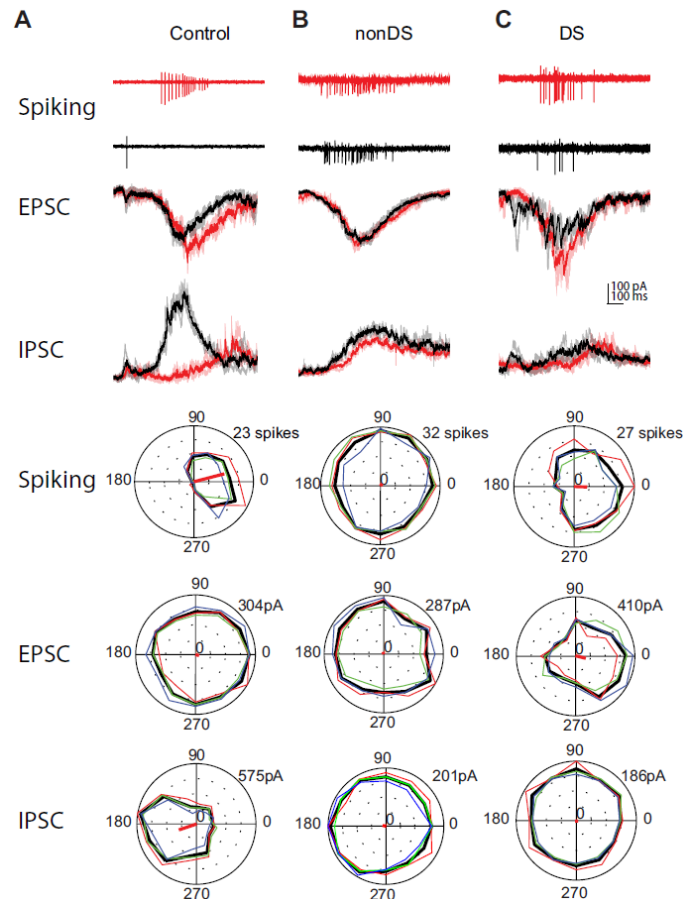 A B C
Control nonDS DS
Spiking
EPSC
100 pA
100 ms
IPSC
90 90 90
23 spikes 32 spikes 27 spikes
Spiking
180 0 180 0 0 180 0 0
270 270 270
90 90 90
304pA 287pA 410pA
EPSC
180 0 0 180 0 0 180 0 0
270 270 270
90 90 90
575pA 201pA 186pA
IPSC
180 0 0 180 0 0 180 0 0
270 270 270